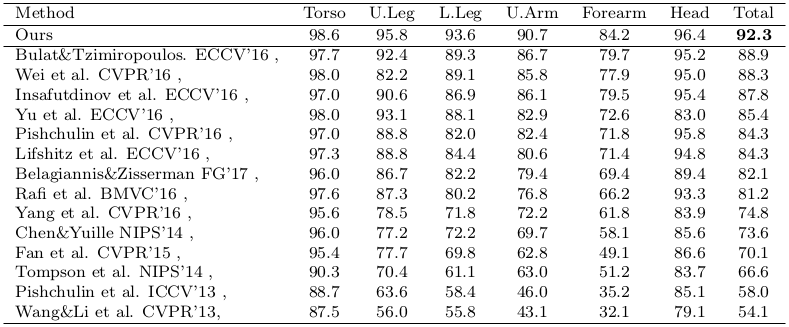 Method Torso U.Leg L.Leg U.Arm Forearm Head Total
Ours 98.6 95.8 93.6 90.7 84.2 96.4 92.3
Bulat&Tzimiropoulos. ECCV'16 , 97.7 92.4 89.3 86.7 79.7 95.2 88.9
Wei et al. CVPR'16 , 98.0 82.2 89.1 85.8 77.9 95.0 88.3
Insafutdinov et al. ECCV'16 , 97.0 90.6 86.9 86.1 79.5 95.4 87.8
Yu et al. ECCV'16 , 98.0 93.1 88.1 82.9 72.6 83.0 85.4
Pishchulin et al. CVPR'16 , 97.0 88.8 82.0 82.4 71.8 95.8 84.3
Lifshitz et al. ECCV'16 , 97.3 88.8 84.4 80.6 71.4 94.8 84.3
Belagiannis&Zisserman FG'17 , 96.0 86.7 82.2 79.4 69.4 89.4 82.1
Rafi et al. BMVC'16 , 97.6 87.3 80.2 76.8 66.2 93.3 81.2
Yang et al. CVPR'16 , 95.6 78.5 71.8 72.2 61.8 83.9 74.8
Chen&Yuille NIPS'14 , 96.0 77.2 72.2 69.7 58.1 85.6 73.6
Fan et al. CVPR'15 , 95.4 77.7 69.8 62.8 49.1 86.6 70.1
Tompson et al. NIPS'14 , 90.3 70.4 61.1 63.0 51.2 83.7 66.6
Pishchulin et al. ICCV'13 , 88.7 63.6 58.4 46.0 35.2 85.1 58.0
Wang&Li et al. CVPR'13, 87.5 56.0 55.8 43.1 32.1 79.1 54.1